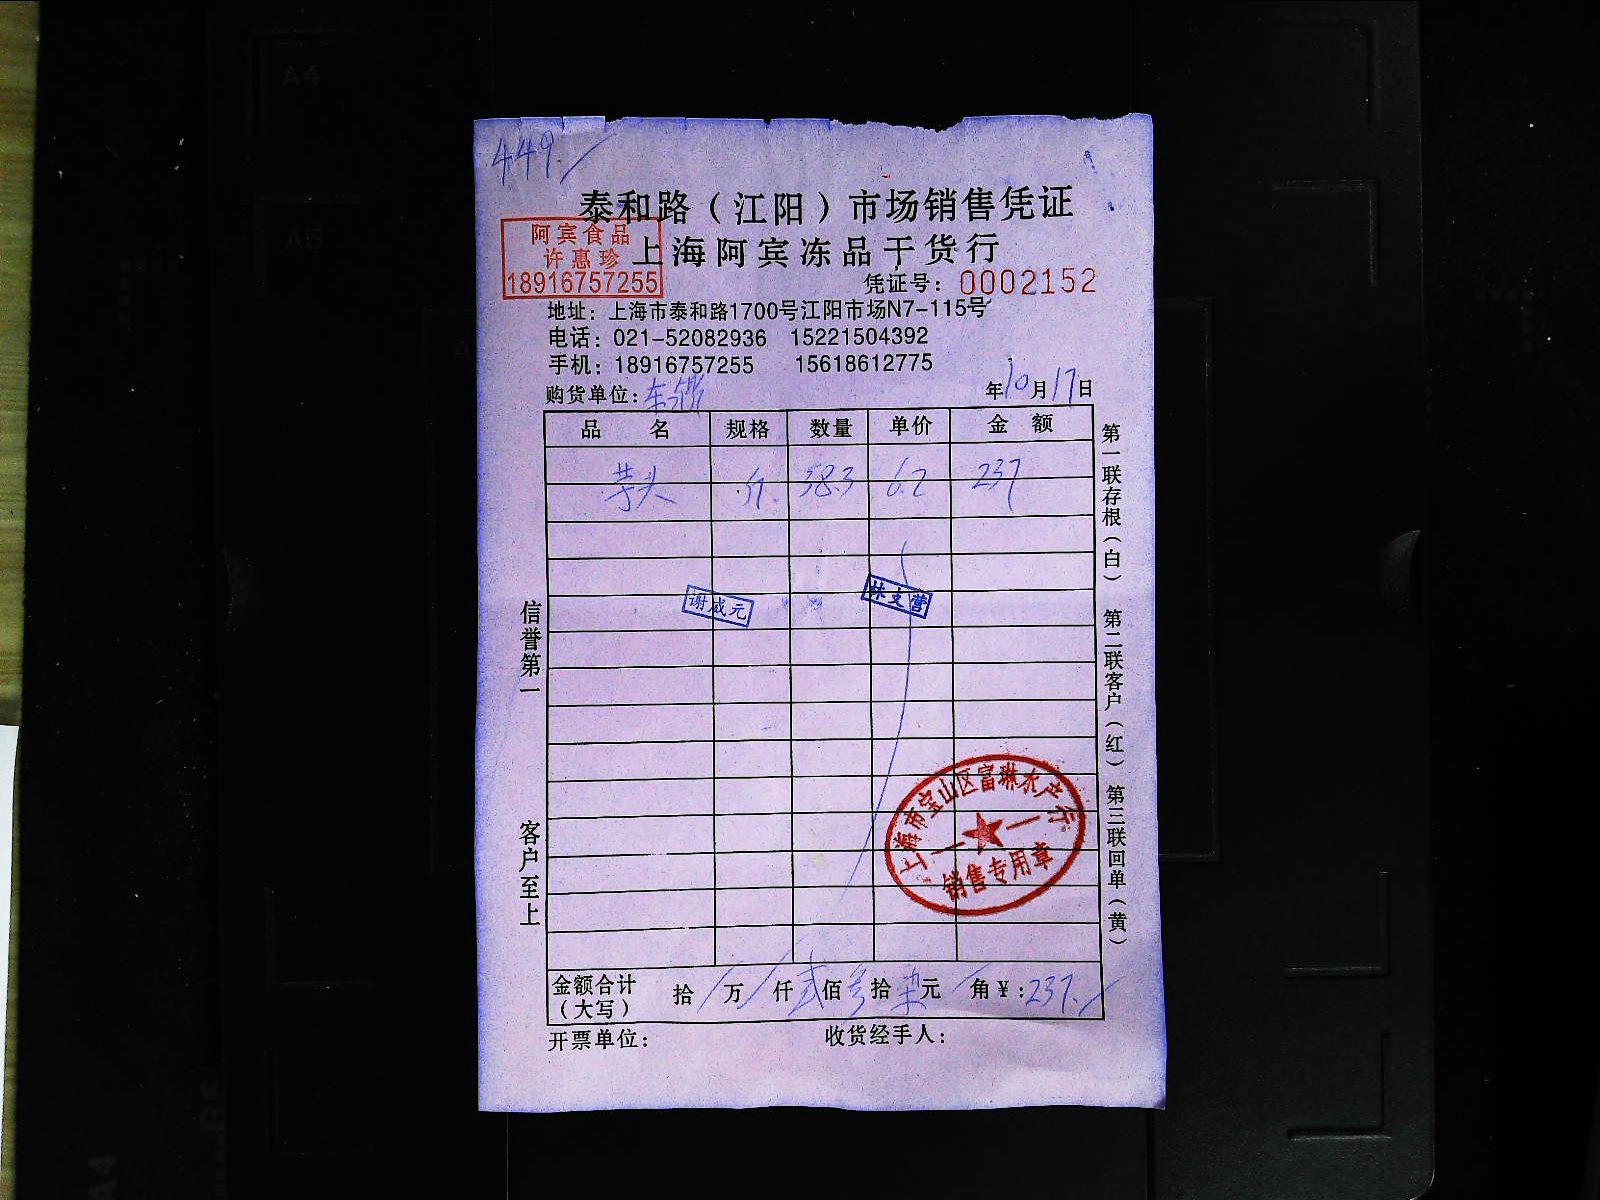 A4
A5
449.
泰和路（江阳）市场销售凭证
阿宾食品
许惠珍
18916757255
上海阿宾冻品干货行
凭证号：0002152
地址：上海市泰和路1700号江阳市场N7-115号
电话：021-52082936 15221504392
手机：18916757255 15618612775
购货单位： 年10月17日
品名 规格 数量 单价 金额
芋头 斤 38.3 6.2 237
谢咸元
林支营
上海市宝山区富琳水产行
销售专用章
金额合计（大写） 拾 万 仟 贰佰 叁拾 柒元 角￥：237.
开票单位： 收货经手人：
信誉第一 客户至上
第一联存根（白） 第二联客户（红） 第三联回单（黄）
A4